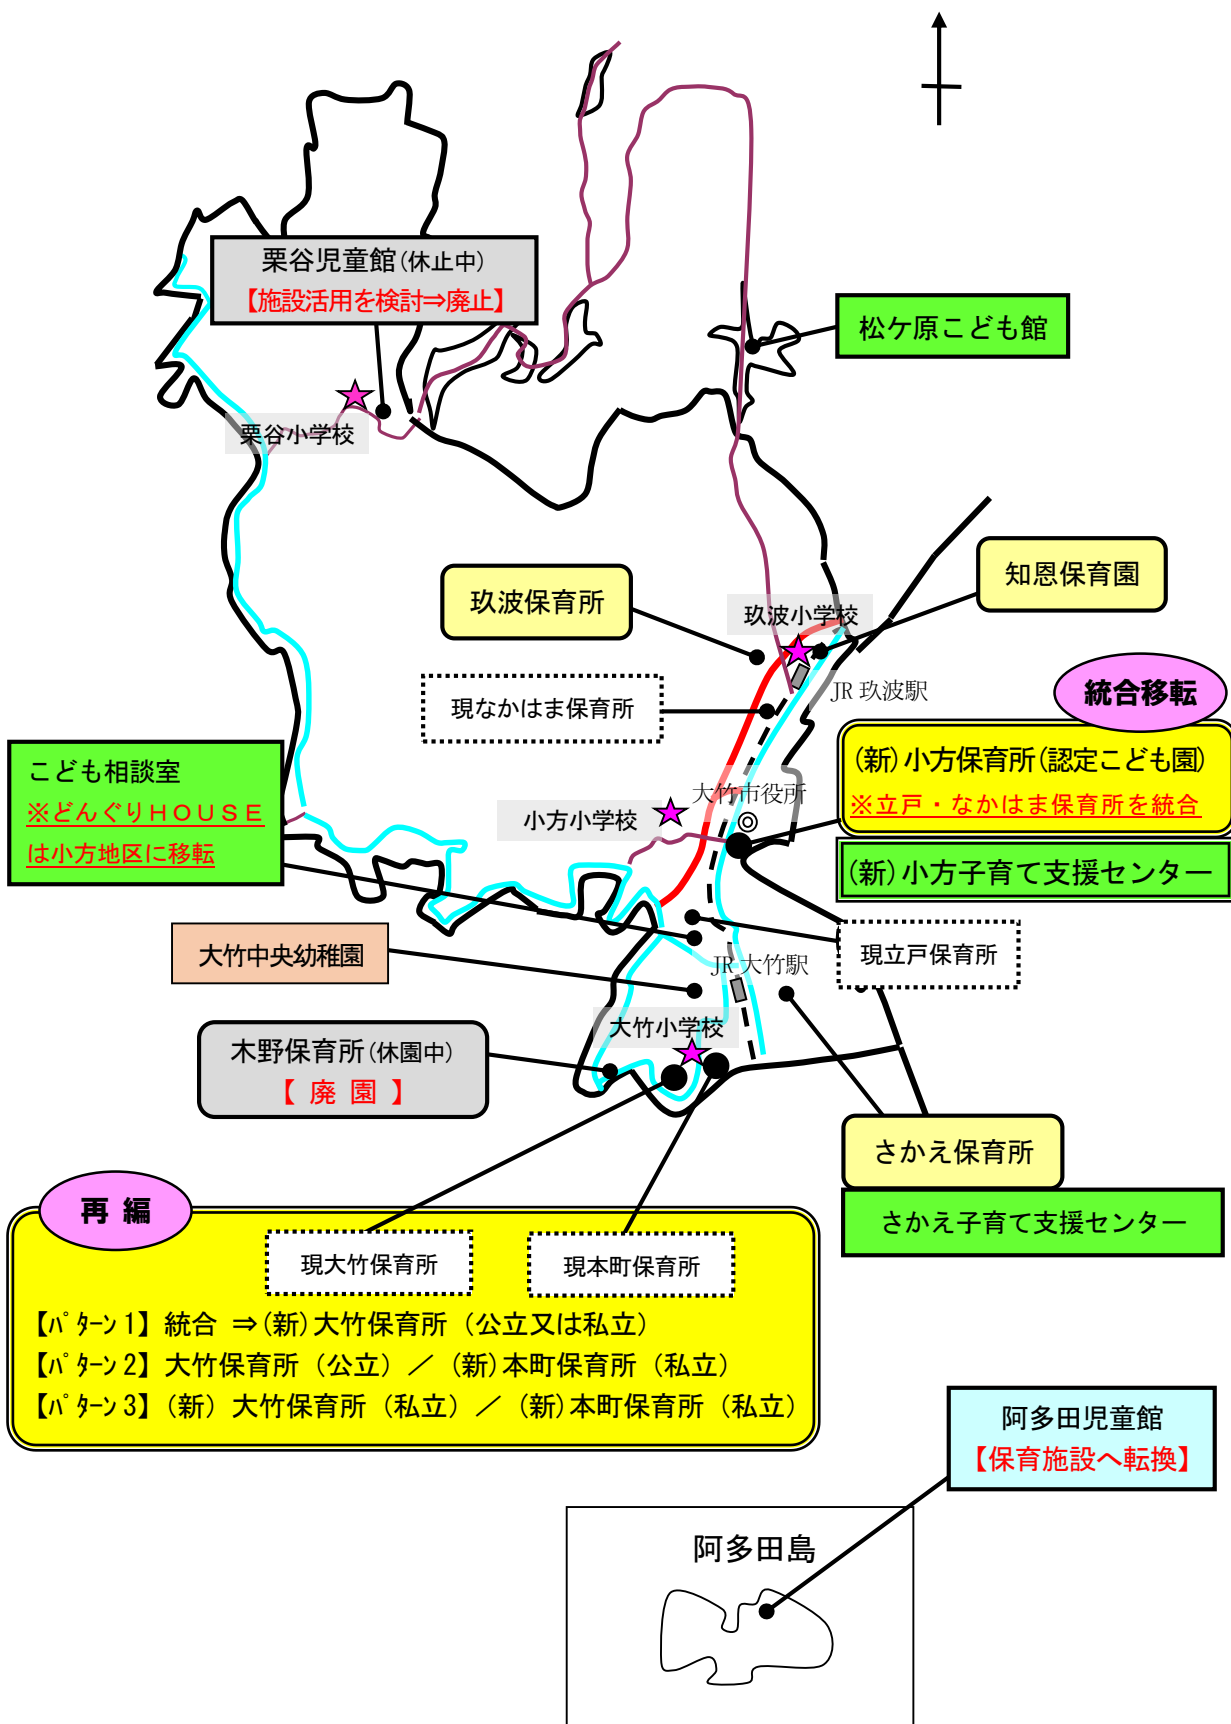 栗谷児童館(休止中)
【施設活用を検討⇒廃止】
松ケ原こども館
栗谷小学校
知恩保育園
玖波保育所
玖波小学校
JR 玖波駅
統合移転
現なかはま保育所
(新)小方保育所(認定こども園)
※立戸・なかはま保育所を統合
こども相談室
※どんぐりＨＯＵＳＥ
は小方地区に移転
大竹市役所
小方小学校
(新)小方子育て支援センター
大竹中央幼稚園
現立戸保育所
JR 大竹駅
大竹小学校
木野保育所(休園中)
【 廃 園 】
さかえ保育所
さかえ子育て支援センター
再 編
現大竹保育所
現本町保育所
【ﾊﾟﾀｰﾝ1】統合 ⇒(新)大竹保育所（公立又は私立）
【ﾊﾟﾀｰﾝ2】大竹保育所（公立）／（新)本町保育所（私立）
【ﾊﾟﾀｰﾝ3】（新）大竹保育所（私立）／（新)本町保育所（私立）
阿多田児童館
【保育施設へ転換】
阿多田島